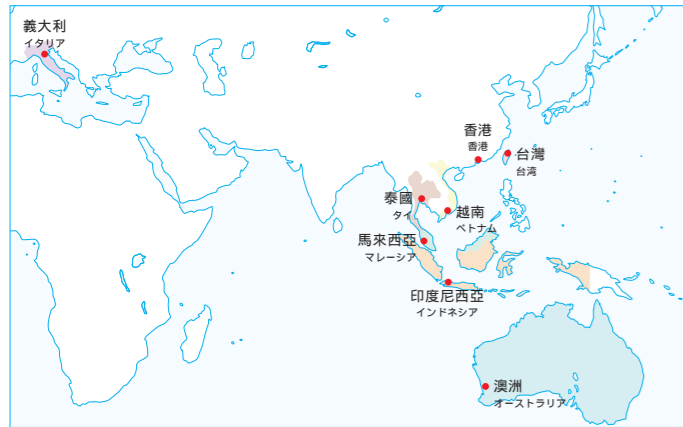 義大利
イタリア
香港
香港
台灣
台湾
泰國
タイ
越南
ベトナム
馬來西亞
マレーシア
印度尼西亞
インドネシア
澳洲
オーストラリア